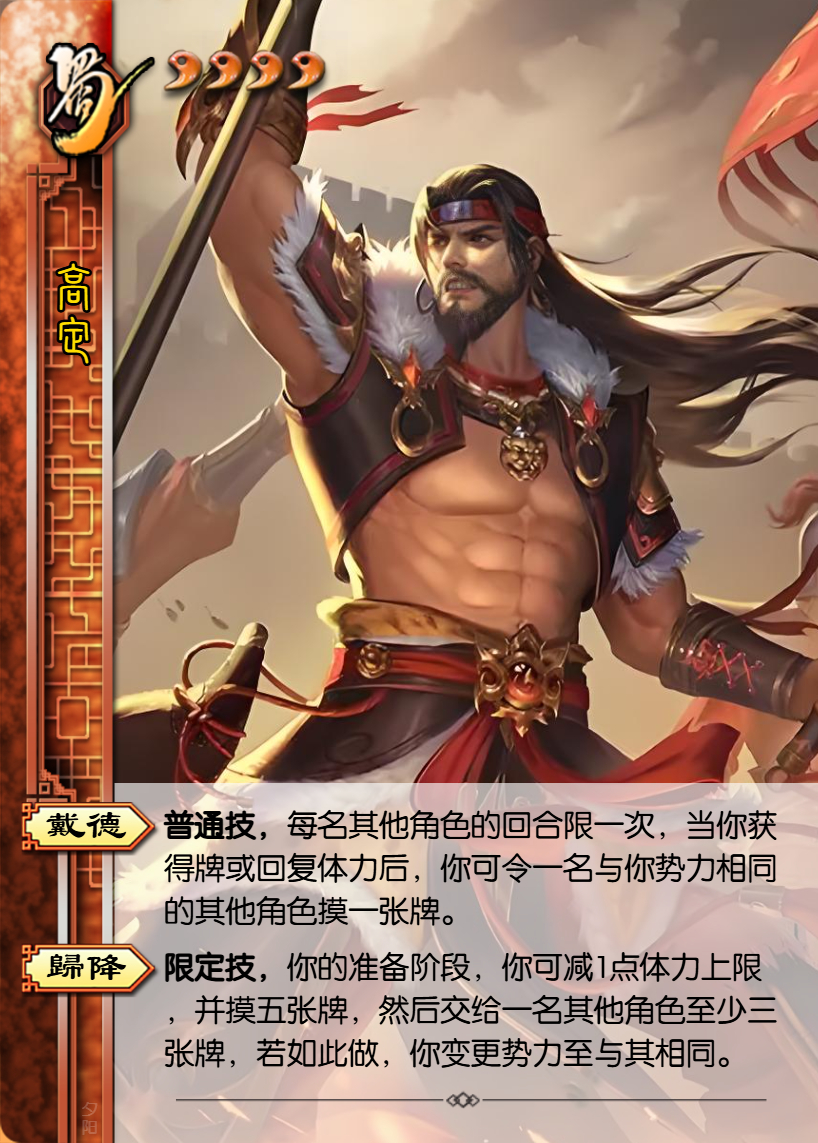 蜀
高定
戴德
普通技，每名其他角色的回合限一次，当你获
得牌或回复体力后，你可令一名与你势力相同
的其他角色摸一张牌。
歸降
限定技，你的准备阶段，你可减1点体力上限
，并摸五张牌，然后交给一名其他角色至少三
张牌，若如此做，你变更势力至与其相同。
夕阳